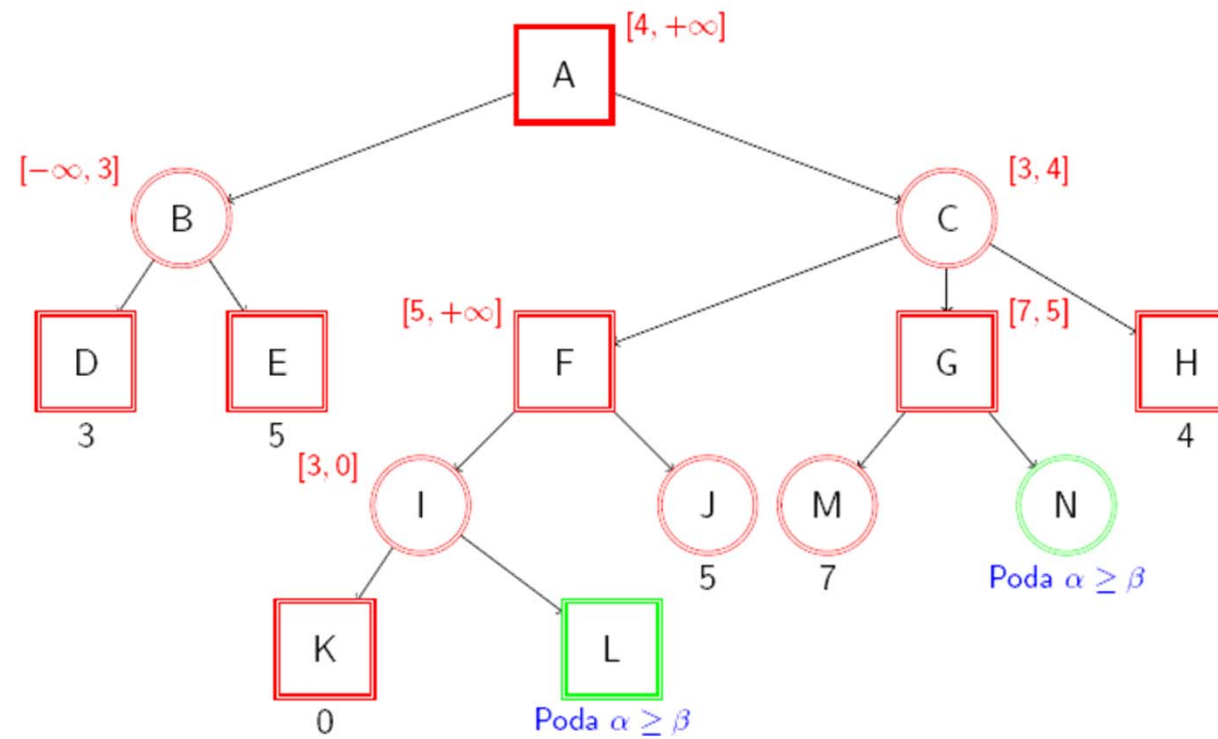 [4, +∞]
A
[−∞, 3]
B
[3, 4]
C
[5, +∞]
[7, 5]
D
E
F
G
H
3
5
4
[3, 0]
I
J
M
N
5
7
Poda α ≥ β
K
L
0
Poda α ≥ β